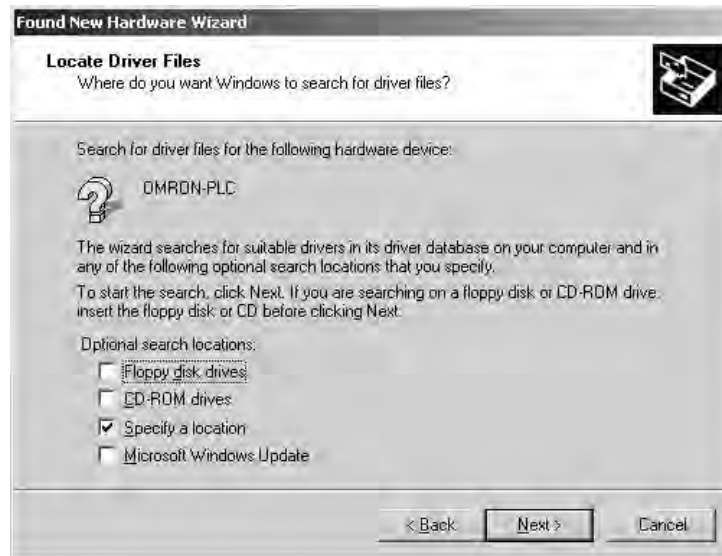 Found New Hardware Wizard
Locate Driver Files
Where do you want Windows to search for driver files?
Search for driver files for the following hardware device:
OMRON-PLC
The wizard searches for suitable drivers in its driver database on your computer and in
any of the following optional search locations that you specify.
To start the search, click Next. If you are searching on a floppy disk or CD-ROM drive,
insert the floppy disk or CD before clicking Next.
Optional search locations:
Floppy disk drives
CD-ROM drives
Specify a location
Microsoft Windows Update
< Back
Next >
Cancel